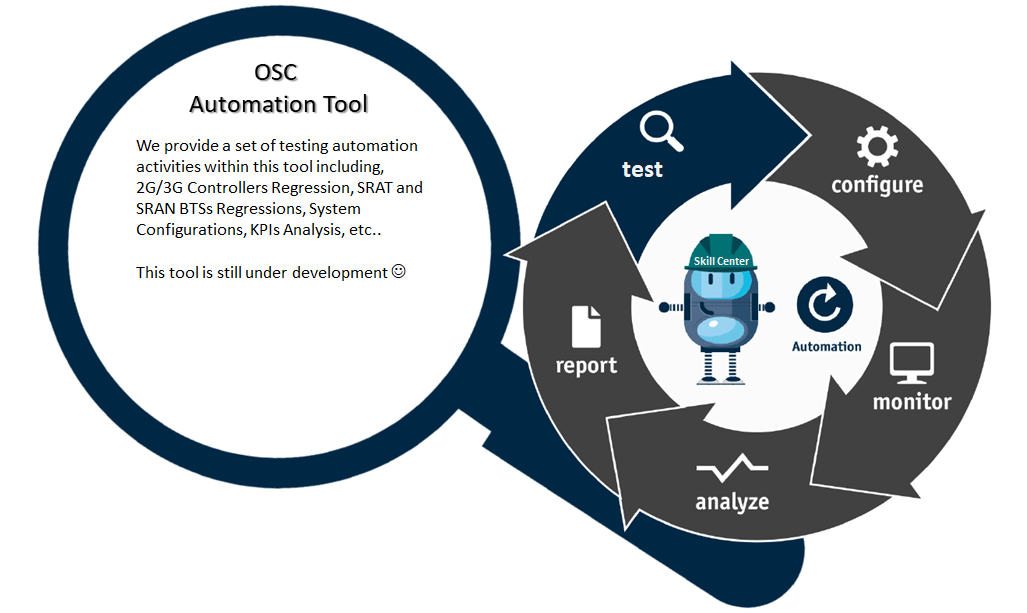 OSC
Automation Tool
We provide a set of testing automation
activities within this tool including,
2G/3G Controllers Regression, SRAT and
SRAN BTSs Regressions, System
Configurations, KPIs Analysis, etc..
This tool is still under development ☺
test
configure
Skill Center
Automation
report
monitor
analyze